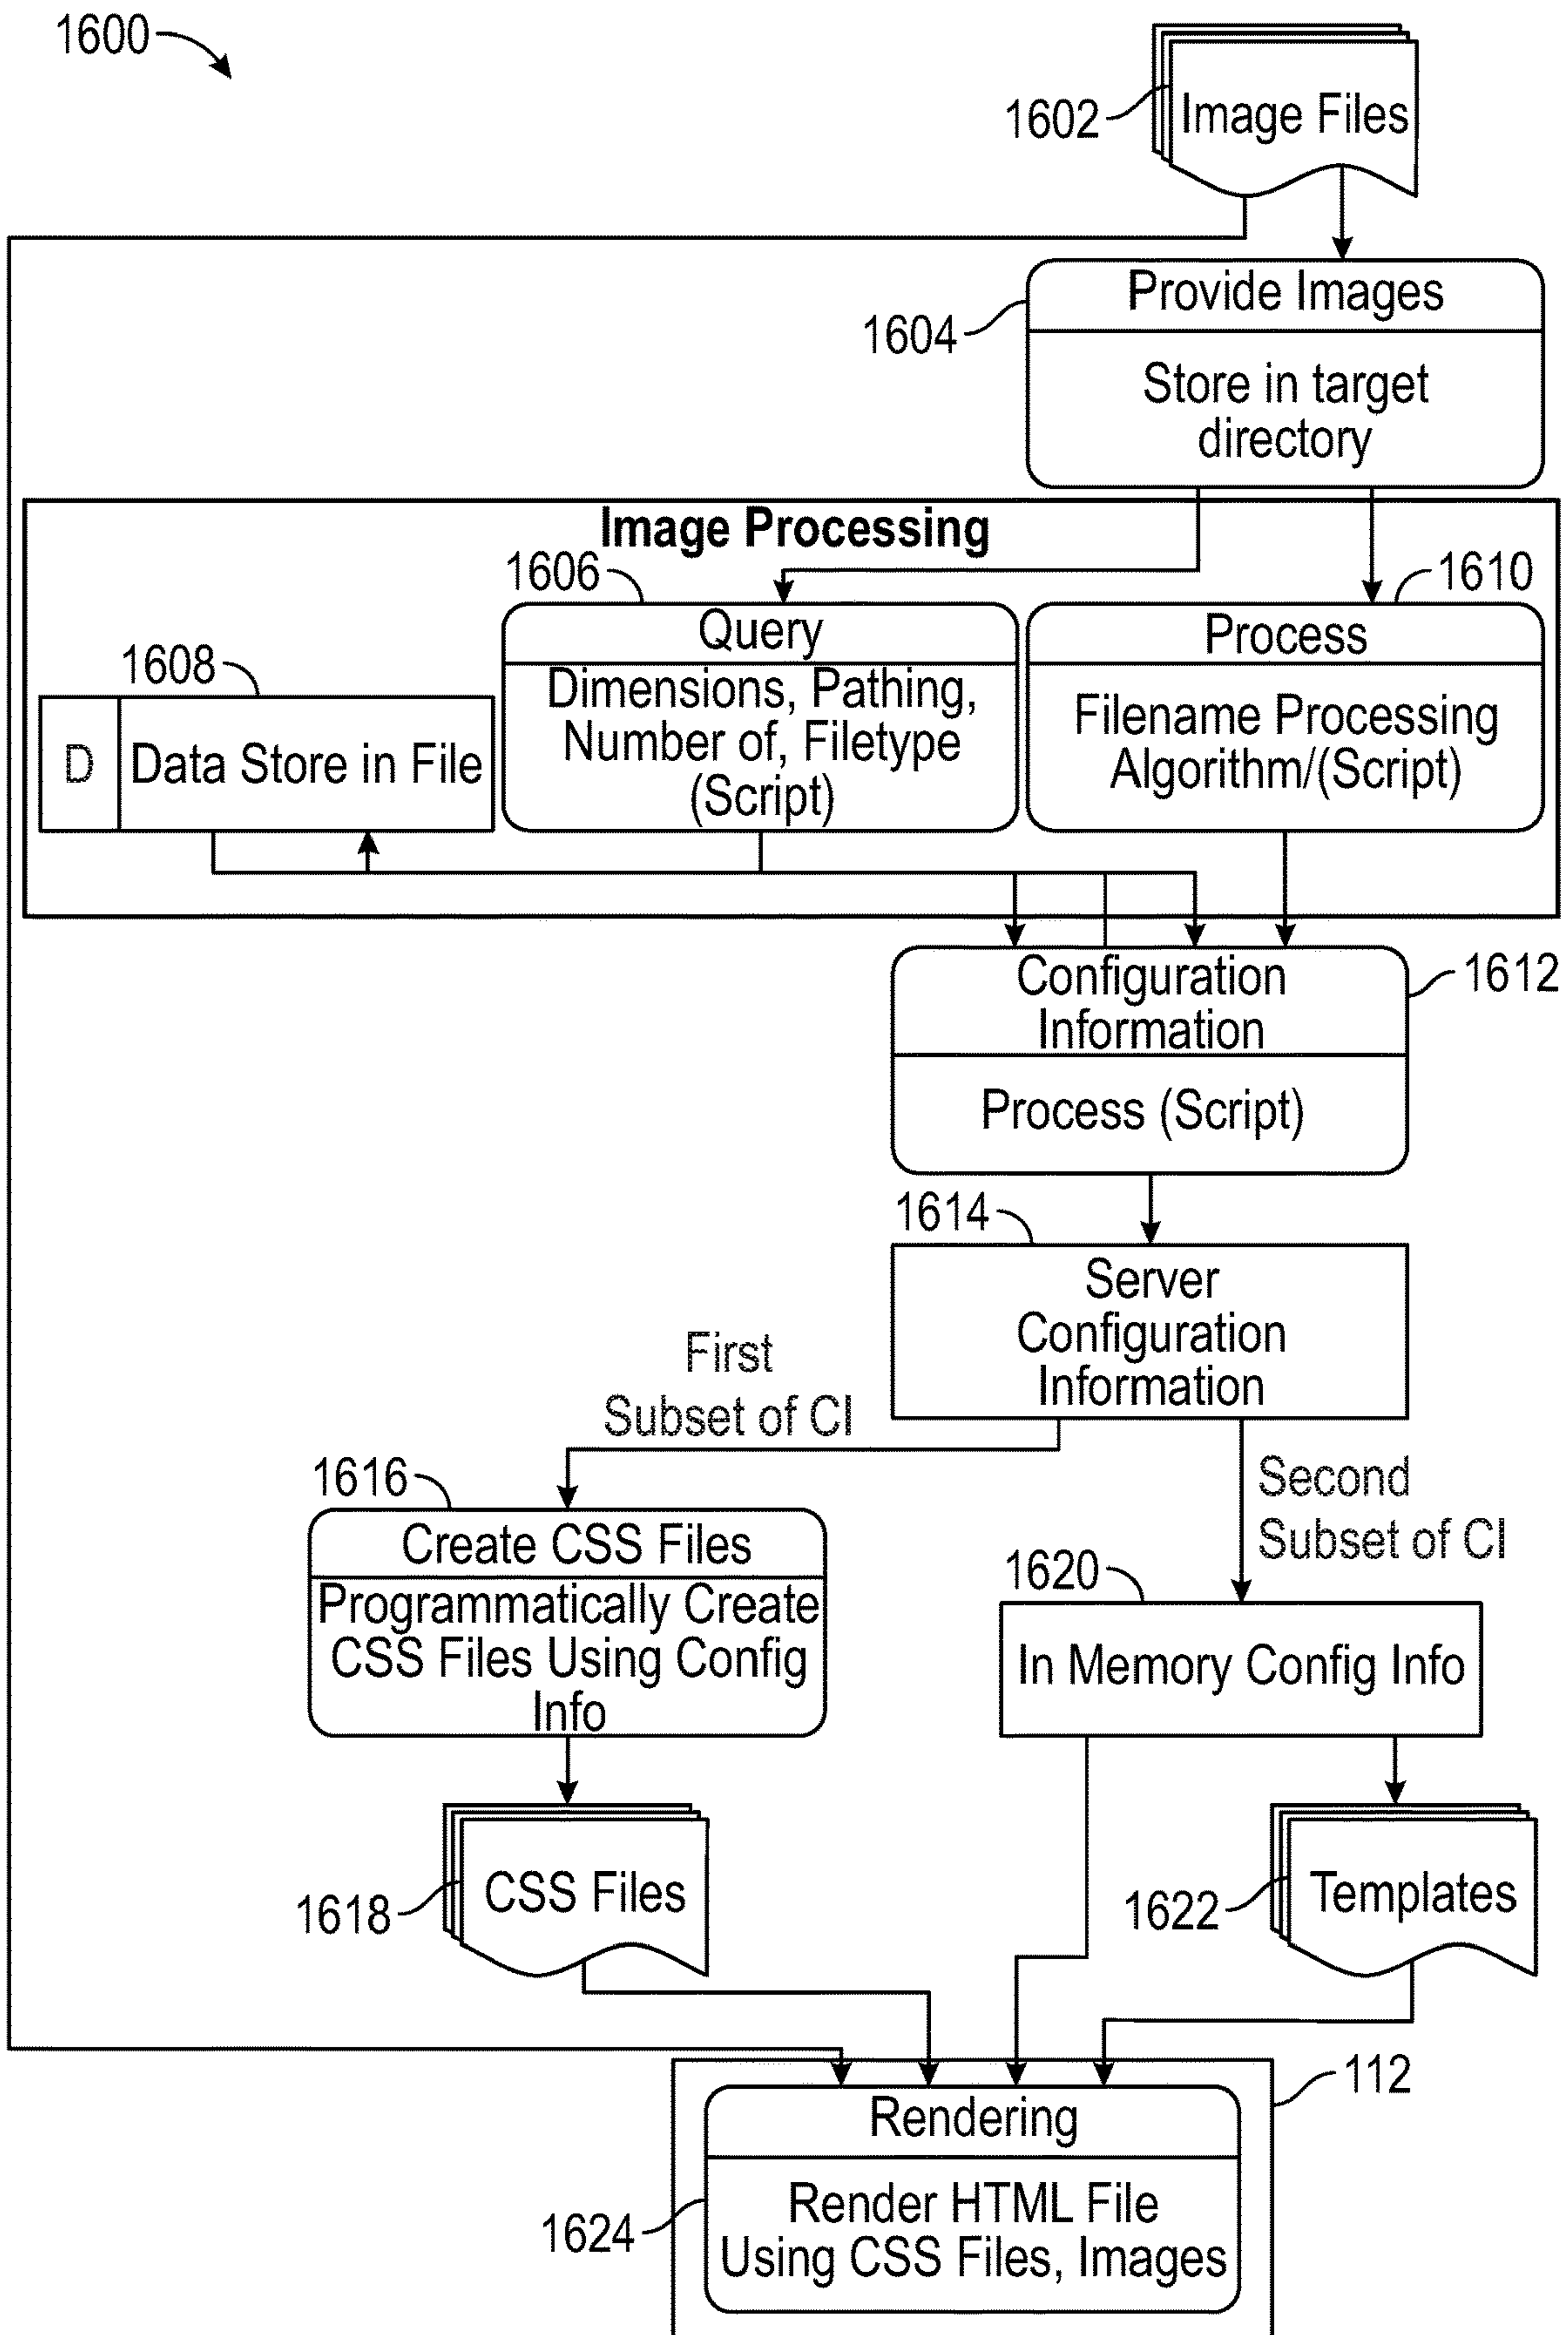 1600
1602
Image Files
Provide Images
1604
Store in target
directory
Image Processing
1606
1610
Query
Process
1608
Dimensions, Pathing,
Number of, Filetype
(Script)
Filename Processing
Algorithm/(Script)
D
Data Store in File
Configuration
Information
1612
Process (Script)
1614
Server
Configuration
Information
First
Subset of CI
Second
Subset of CI
1616
Create CSS Files
Programmatically Create
CSS Files Using Config
Info
1620
In Memory Config Info
1618
CSS Files
1622
Templates
112
Rendering
1624
Render HTML File
Using CSS Files, Images